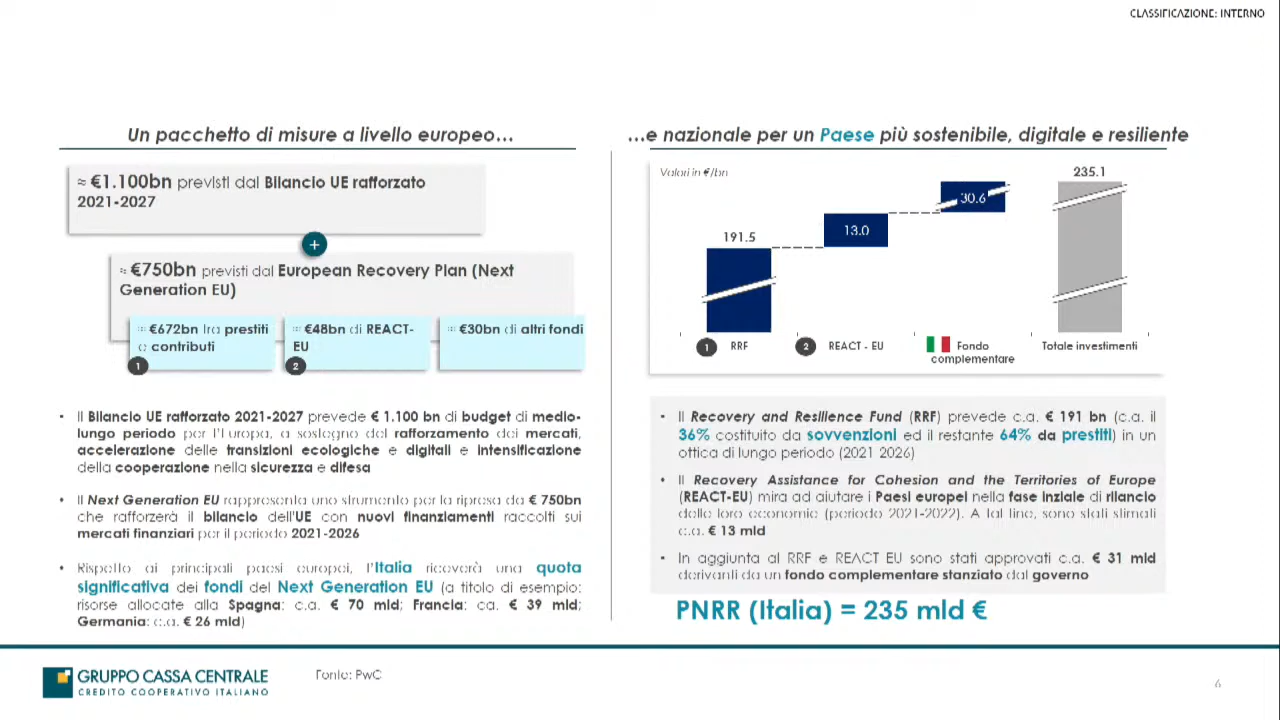 CLASSIFICAZIONE: INTERNO
Un pacchetto di misure a livello europeo…
≈ €1.100bn previsti dal Bilancio UE rafforzato
2021-2027
+
≈ €750bn previsti dal European Recovery Plan (Next
Generation EU)
≈ €672bn tra prestiti
e contributi
1
≈ €48bn di REACT-
EU
2
≈ €30bn di altri fondi
• Il Bilancio UE rafforzato 2021-2027 prevede € 1.100 bn di budget di medio-
lungo periodo per l'Europa, a sostegno del rafforzamento dei mercati,
accelerazione delle transizioni ecologiche e digitali e intensificazione
della cooperazione nella sicurezza e difesa
• Il Next Generation EU rappresenta uno strumento per la ripresa da € 750bn
che rafforzerà il bilancio dell'UE con nuovi finanziamenti raccolti sui
mercati finanziari per il periodo 2021-2026
• Rispetto ai principali paesi europei, l'Italia riceverà una quota
significativa dei fondi del Next Generation EU (a titolo di esempio:
risorse allocate alla Spagna: c.a. € 70 mld; Francia: ca. € 39 mld;
Germania: c.a. € 26 mld)
…e nazionale per un Paese più sostenibile, digitale e resiliente
Valori in €/bn
191.5
13.0
30.6
235.1
1 RRF
2 REACT - EU
Fondo
complementare
Totale investimenti
• Il Recovery and Resilience Fund (RRF) prevede c.a. € 191 bn (c.a. il
36% costituito da sovvenzioni ed il restante 64% da prestiti) in un
ottica di lungo periodo (2021 2026)
• Il Recovery Assistance for Cohesion and the Territories of Europe
(REACT-EU) mira ad aiutare i Paesi europei nella fase inziale di rilancio
delle loro economie (periodo 2021-2022). A tal fine, sono stati stimati
c.a. € 13 mld
• In aggiunta al RRF e REACT EU sono stati approvati c.a. € 31 mld
derivanti da un fondo complementare stanziato dal governo
PNRR (Italia) = 235 mld €
GRUPPO CASSA CENTRALE
CREDITO COOPERATIVO ITALIANO
Fonte: PwC
6